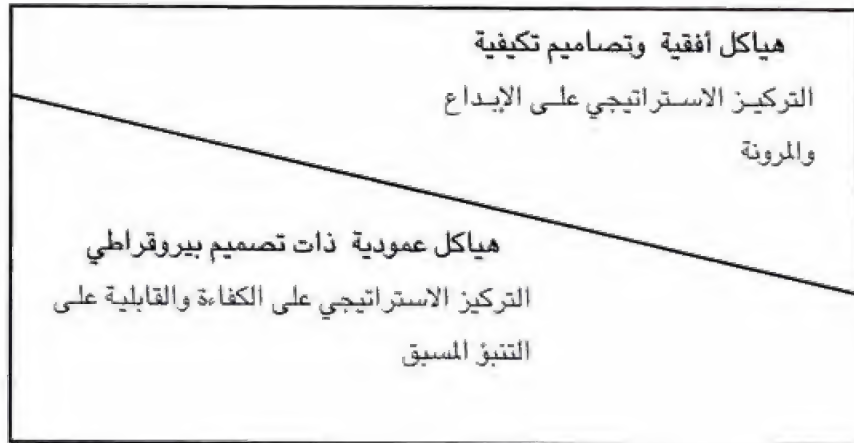 هياكل أفقية وتصاميم تكيفية
التركيز الاستراتيجي على الإبداع
والمرونة
هياكل عمودية ذات تصميم بيروقراطي
التركيز الاستراتيجي على الكفاءة والقابلية على
التنبؤ المسبق